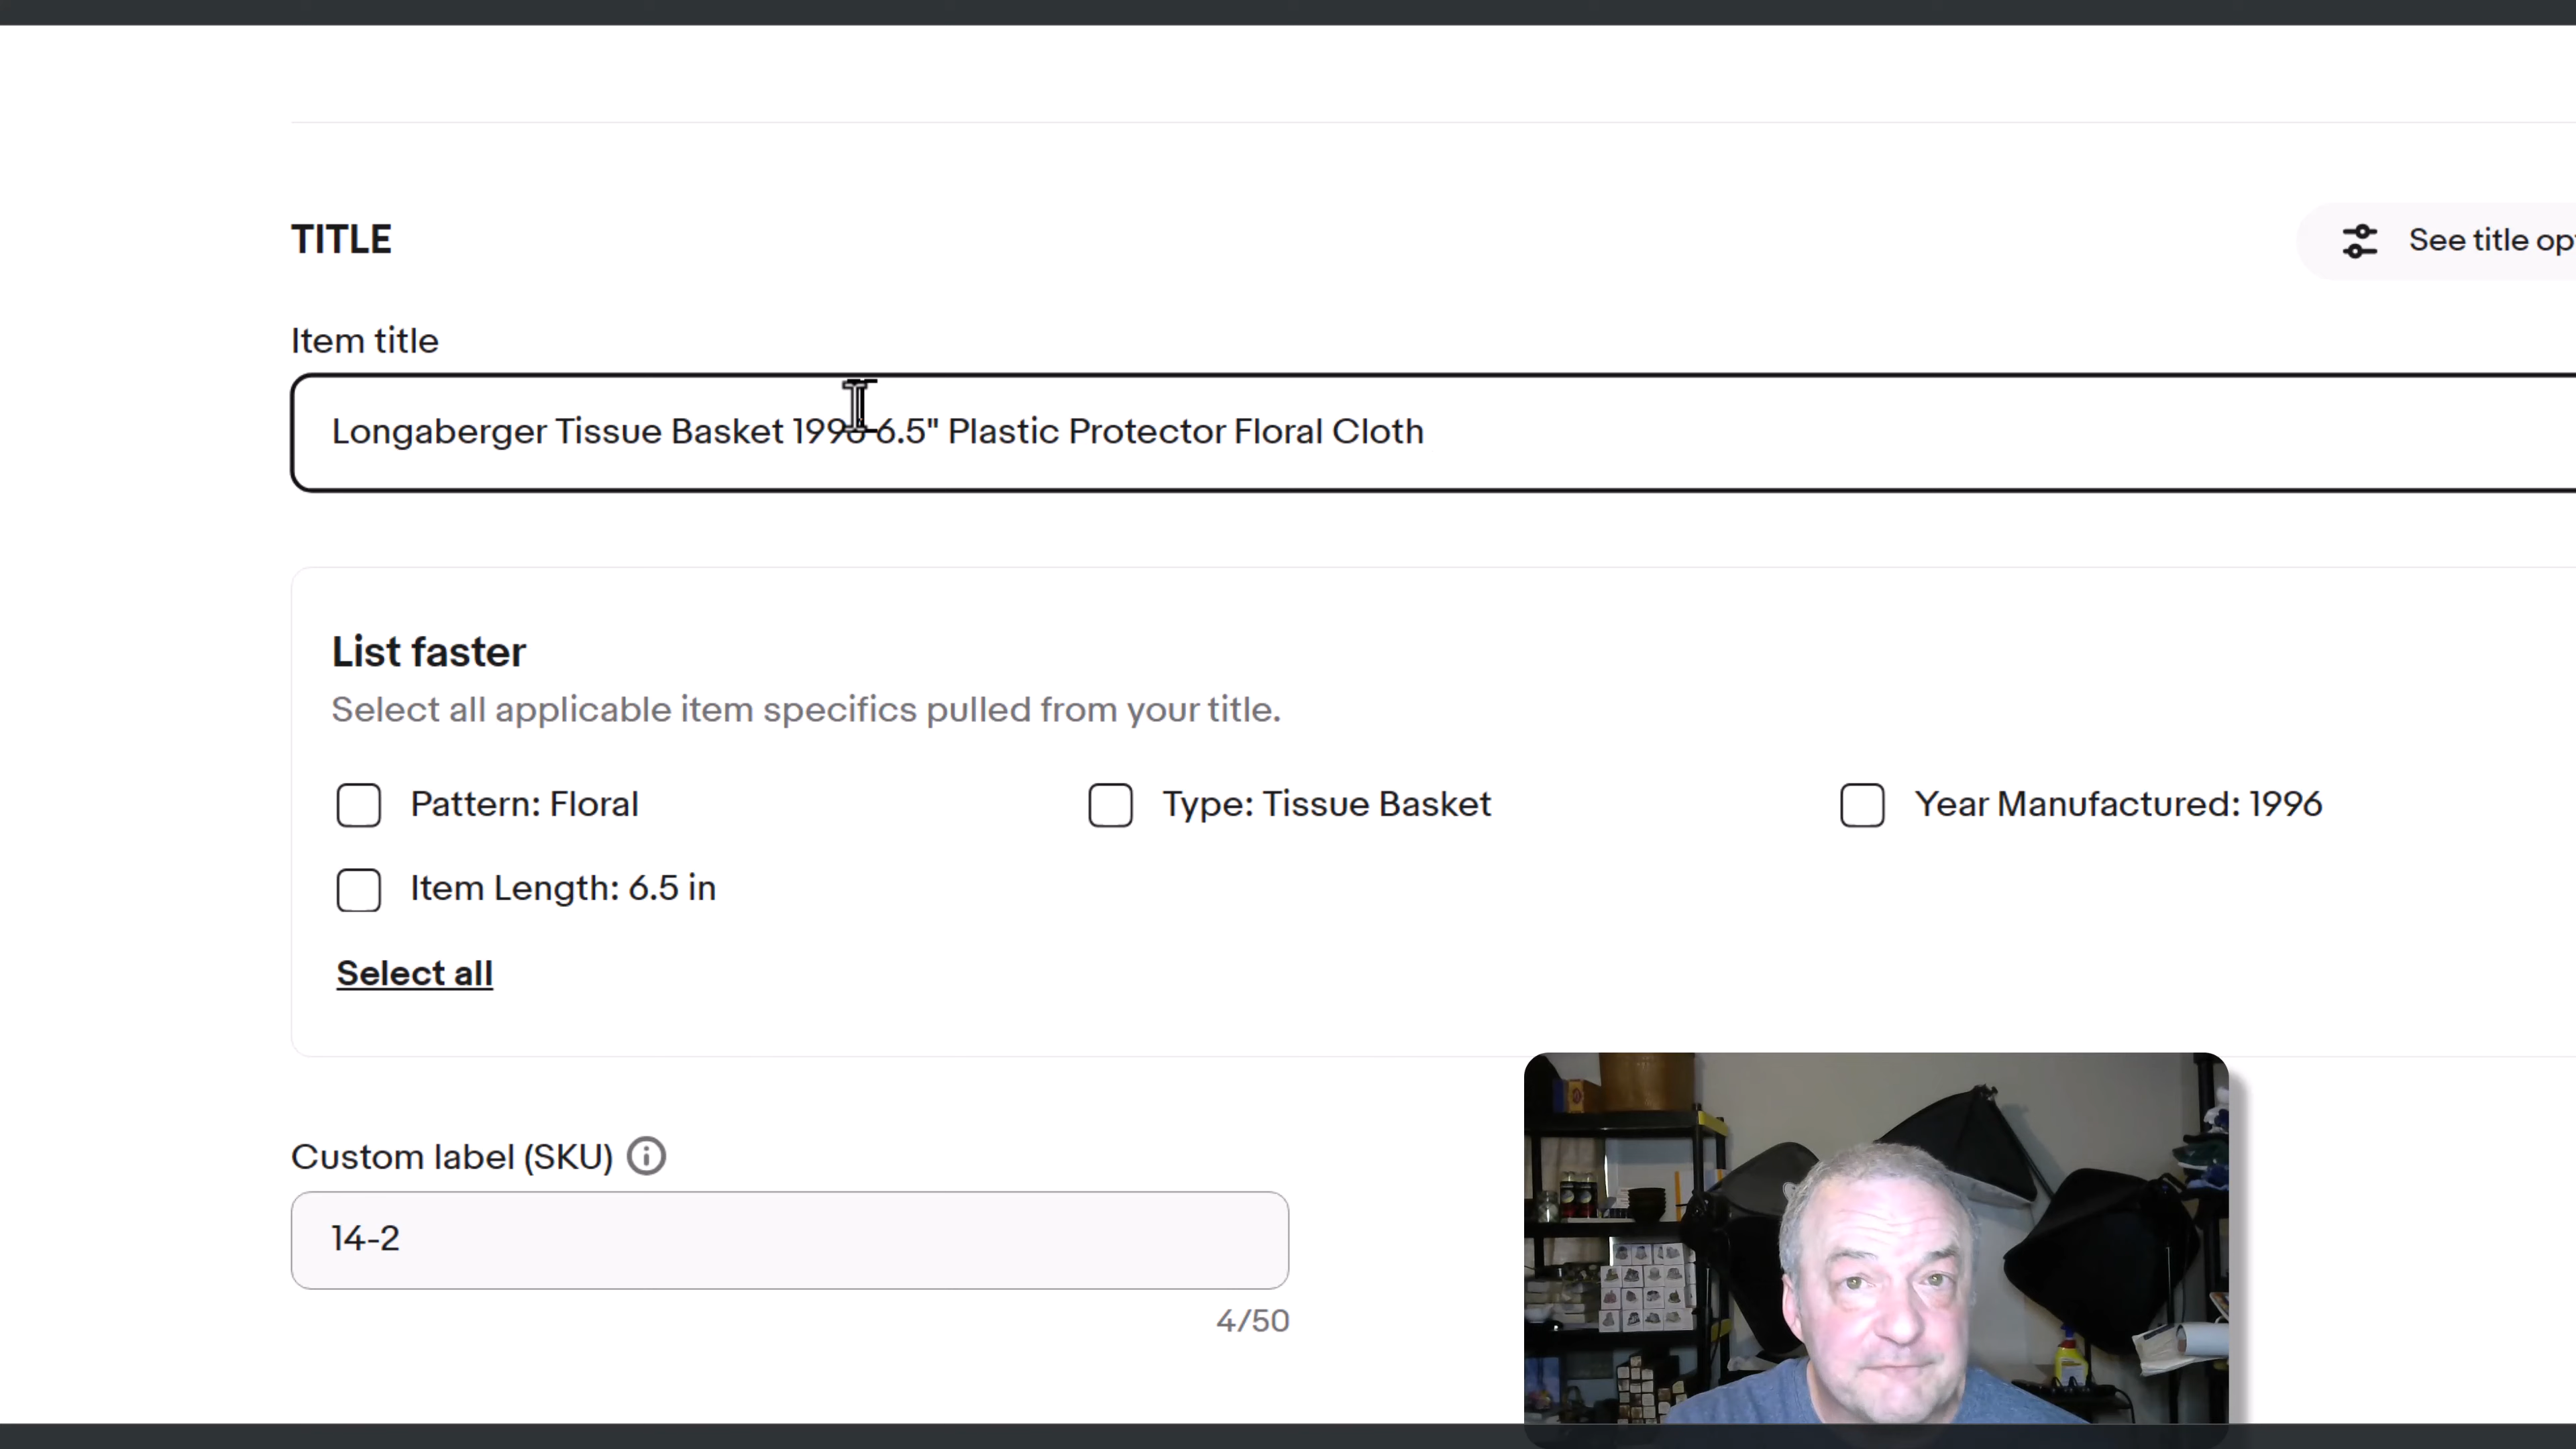 TITLE
See title op
Item title
Longaberger Tissue Basket 1996 6.5" Plastic Protector Floral Cloth
List faster
Select all applicable item specifics pulled from your title.
Pattern: Floral
Type: Tissue Basket
Year Manufactured: 1996
Item Length: 6.5 in
Select all
Custom label (SKU)
14-2
4/50